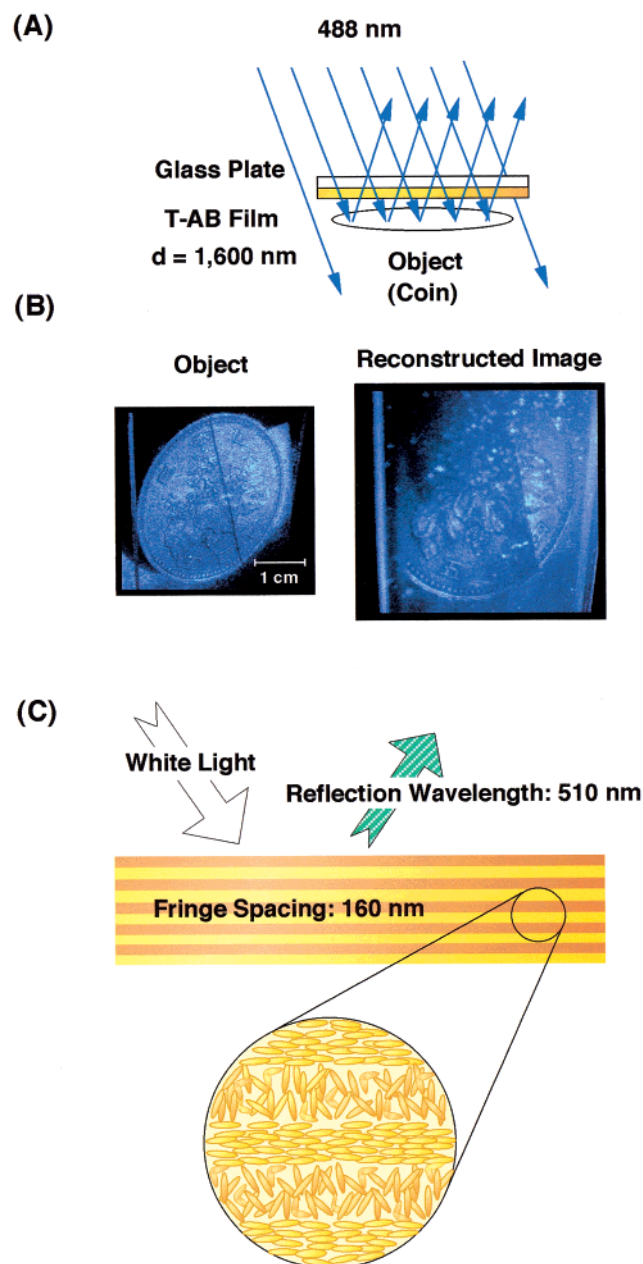 (A)
488 nm
Glass Plate
T-AB Film
d = 1,600 nm
Object
(Coin)
(B)
Object
Reconstructed Image
1 cm
(C)
White Light
Reflection Wavelength: 510 nm
Fringe Spacing: 160 nm